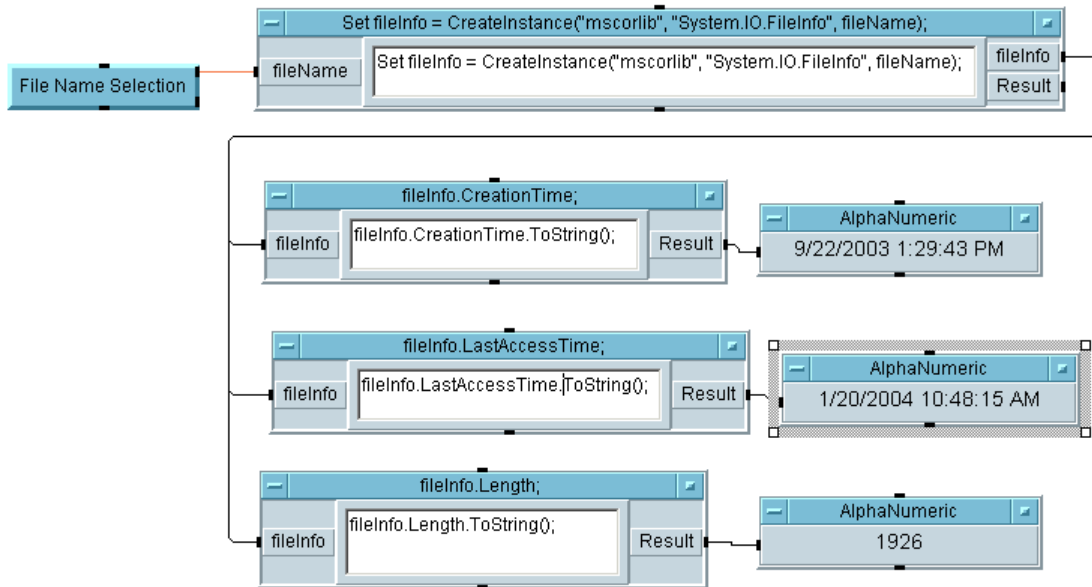 Set fileInfo = CreateInstance("mscorlib", "System.IO.FileInfo", fileName);
File Name Selection
fileName
Set fileInfo = CreateInstance("mscorlib", "System.IO.FileInfo", fileName);
fileInfo
Result
fileInfo.CreationTime;
fileInfo
fileInfo.CreationTime.ToString();
Result
AlphaNumeric
9/22/2003 1:29:43 PM
fileInfo.LastAccessTime;
fileInfo
fileInfo.LastAccessTime.ToString();
Result
AlphaNumeric
1/20/2004 10:48:15 AM
fileInfo.Length;
fileInfo
fileInfo.Length.ToString();
Result
AlphaNumeric
1926